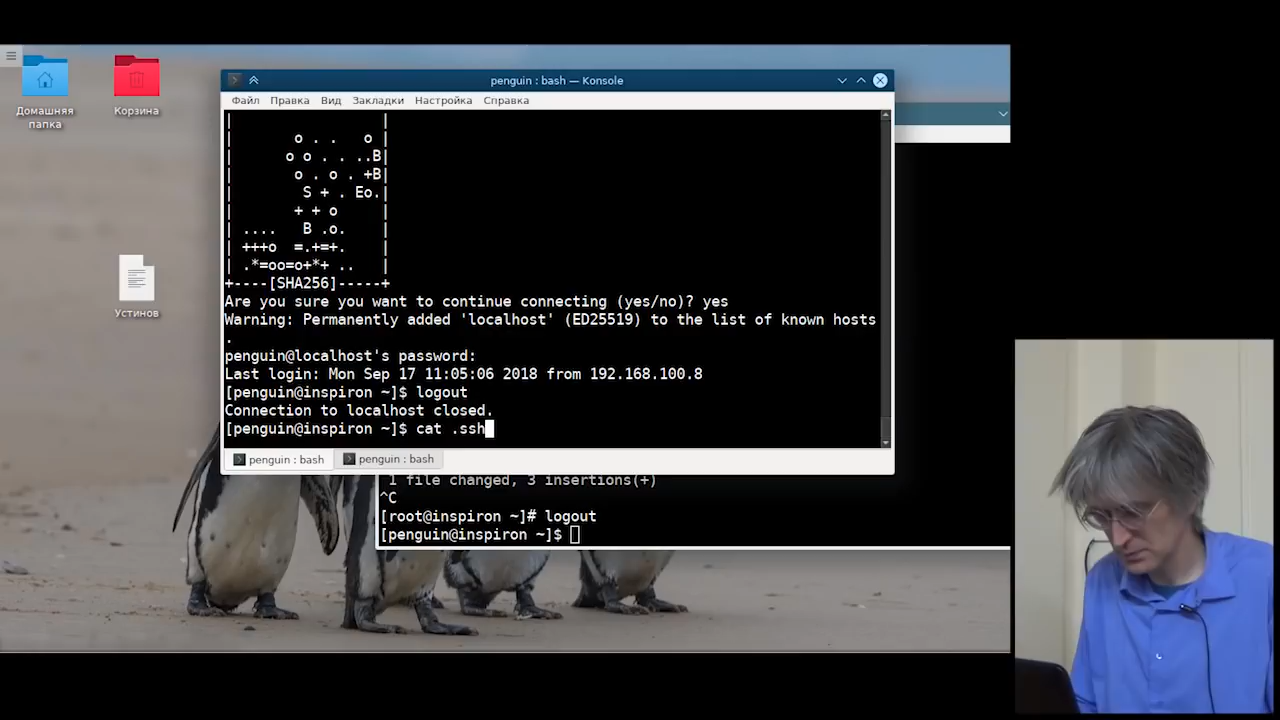 Домашняя
папка
Корзина
Устинов
penguin : bash — Konsole
Файл Правка Вид Закладки Настройка Справка
|                  |
|       o . .   o |
|      o o . . ..B|
|       o . o . +B|
|        S + . Eo.|
|       + + o     |
| ....   B .o.    |
| +++o  =.+=+.    |
| .*=oo=o+*+ ..   |
+----[SHA256]-----+
Are you sure you want to continue connecting (yes/no)? yes
Warning: Permanently added 'localhost' (ED25519) to the list of known hosts
.
penguin@localhost's password:
Last login: Mon Sep 17 11:05:06 2018 from 192.168.100.8
[penguin@inspiron ~]$ logout
Connection to localhost closed.
[penguin@inspiron ~]$ cat .ssh
penguin : bash penguin : bash
1 file changed, 3 insertions(+)
^C
[root@inspiron ~]# logout
[penguin@inspiron ~]$